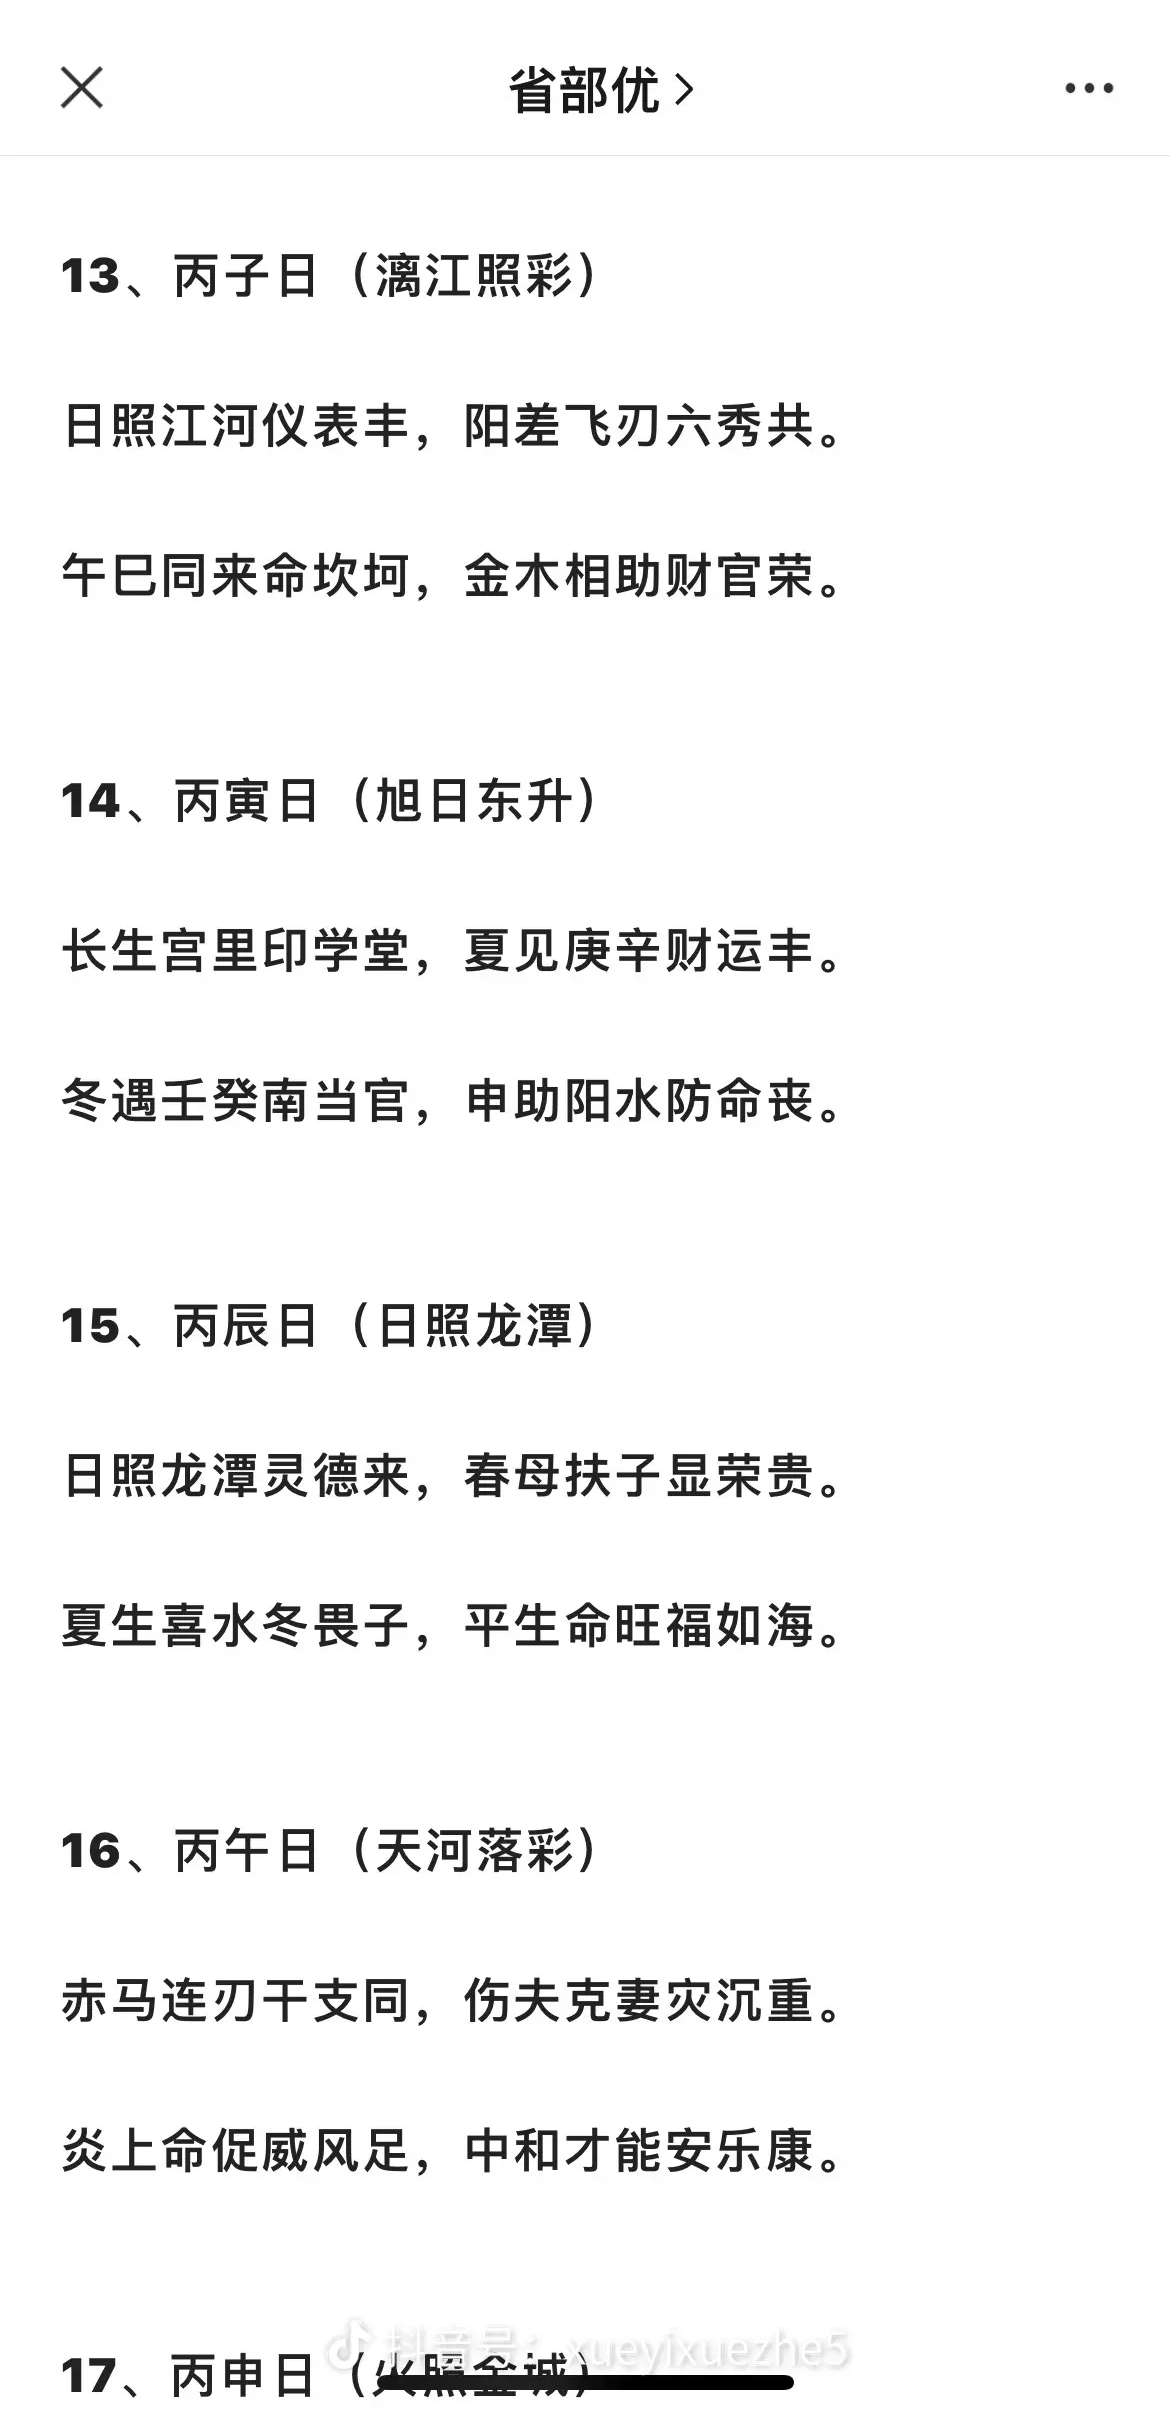 省部优
13、丙子日（漓江照彩）
日照江河仪表丰，阳差飞刃六秀共。
午巳同来命坎坷，金木相助财官荣。
14、丙寅日（旭日东升）
长生宫里印学堂，夏见庚辛财运丰。
冬遇壬癸南当官，申助阳水防命丧。
15、丙辰日（日照龙潭）
日照龙潭灵德来，春母扶子显荣贵。
夏生喜水冬畏子，平生命旺福如海。
16、丙午日（天河落彩）
赤马连刃干支同，伤夫克妻灾沉重。
炎上命促威风足，中和才能安乐康。
抖音号：xueyixuezhe5
17、丙申日（火照金城）